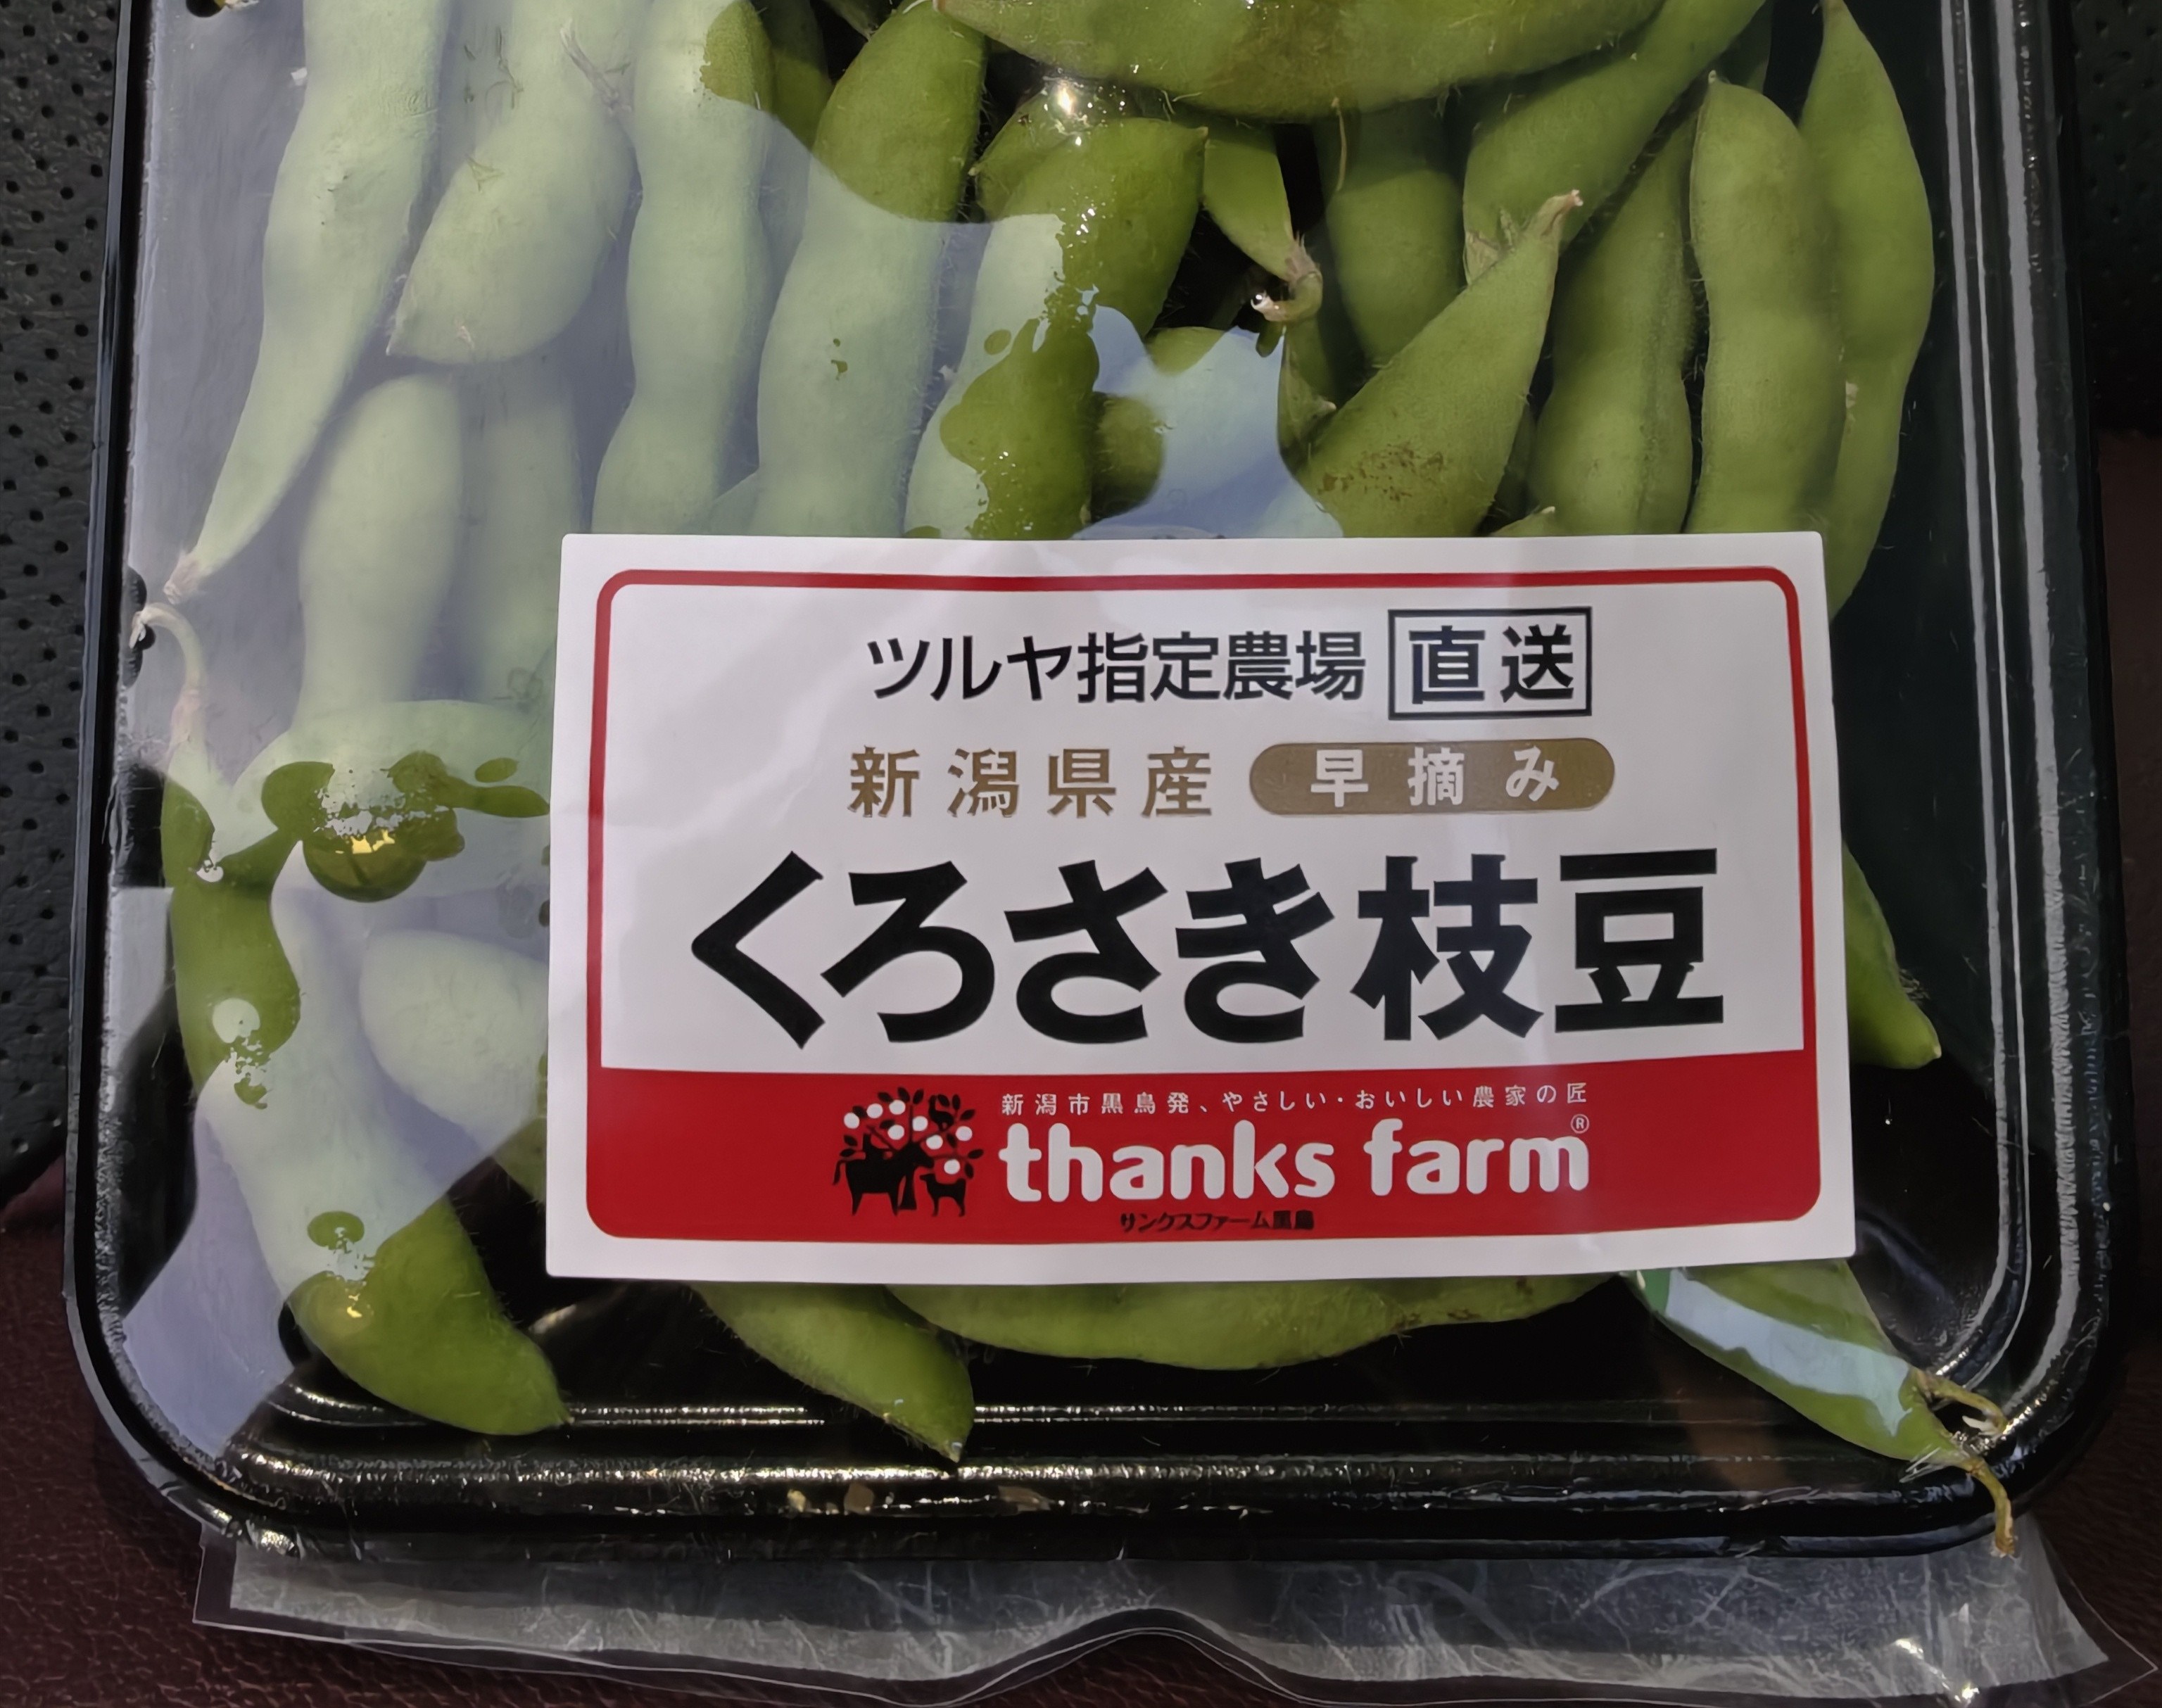 ツルヤ指定農場 直送
新潟県産 早摘み
くろさき枝豆
新潟市黒鳥発、やさしい・おいしい農家の匠
thanks farm®
サンクスファーム黒鳥